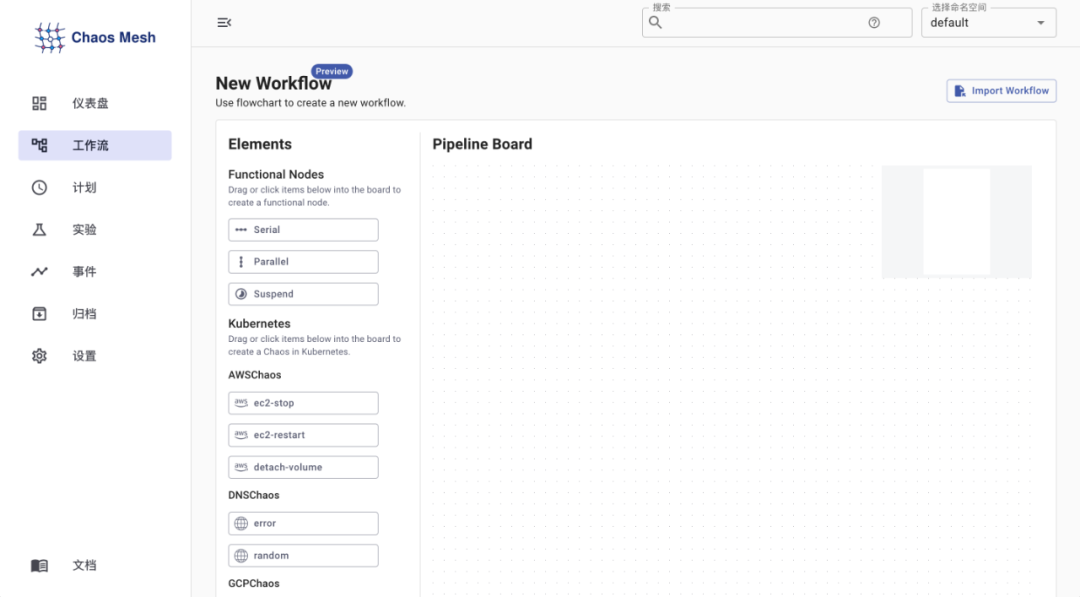 Chaos Mesh
仪表盘
工作流
计划
实验
事件
归档
设置
文档
搜索
选择命名空间
default
New Workflow
Preview
Use flowchart to create a new workflow.
Import Workflow
Elements
Functional Nodes
Drag or click items below into the board to
create a functional node.
Serial
Parallel
Suspend
Kubernetes
Drag or click items below into the board to
create a Chaos in Kubernetes.
AWSChaos
aws ec2-stop
aws ec2-restart
aws detach-volume
DNSChaos
error
random
GCPChaos
Pipeline Board